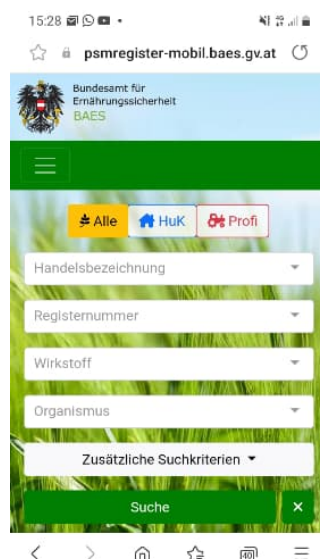 15:28
psmregister-mobil.baes.gv.at
Bundesamt für
Ernährungssicherheit
BAES
Alle HuK Profi
Handelsbezeichnung
Registernummer
Wirkstoff
Organismus
Zusätzliche Suchkriterien
Suche ×
40